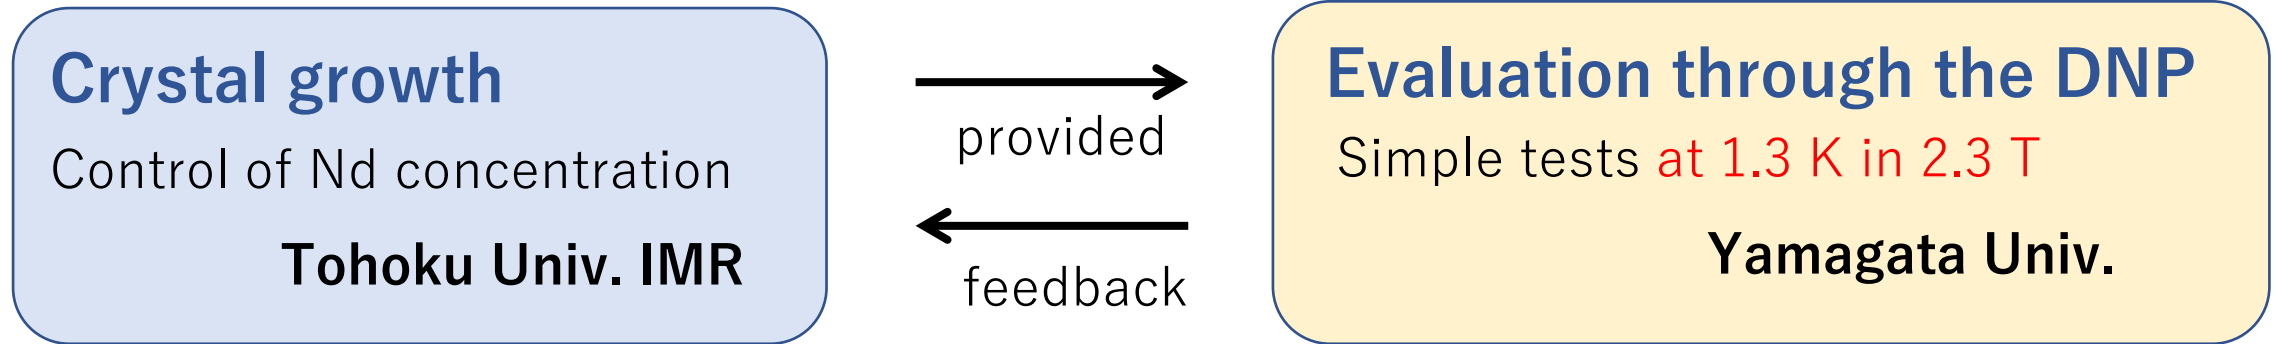 Crystal growth
Control of Nd concentration
Tohoku Univ. IMR
provided
feedback
Evaluation through the DNP
Simple tests at 1.3 K in 2.3 T
Yamagata Univ.